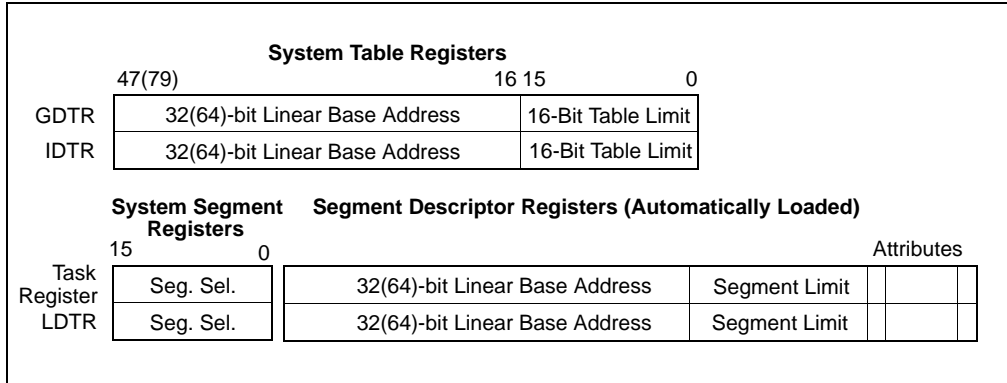 System Table Registers
47(79) 16 15 0
GDTR 32(64)-bit Linear Base Address 16-Bit Table Limit
IDTR 32(64)-bit Linear Base Address 16-Bit Table Limit
System Segment Registers
Segment Descriptor Registers (Automatically Loaded)
15 0 Attributes
Task Register Seg. Sel. 32(64)-bit Linear Base Address Segment Limit
LDTR Seg. Sel. 32(64)-bit Linear Base Address Segment Limit